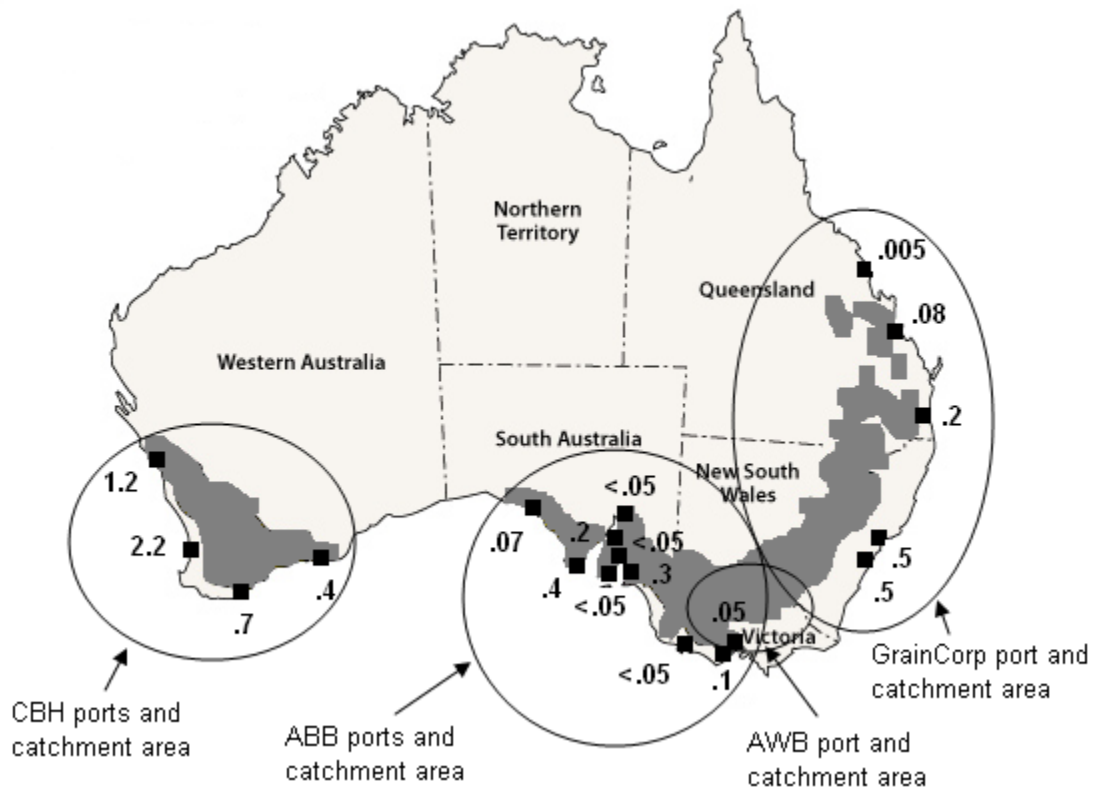 Northern
Territory
.005
Queensland
.08
Western Australia
.2
South Australia
New South
Wales
<.05
1.2
.2
<.05
.07
.5
2.2
.3
.4
.5
.4
<.05
.05
.7
Victoria
<.05
.1
GrainCorp port and
catchment area
CBH ports and
catchment area
ABB ports and
catchment area
AWB port and
catchment area